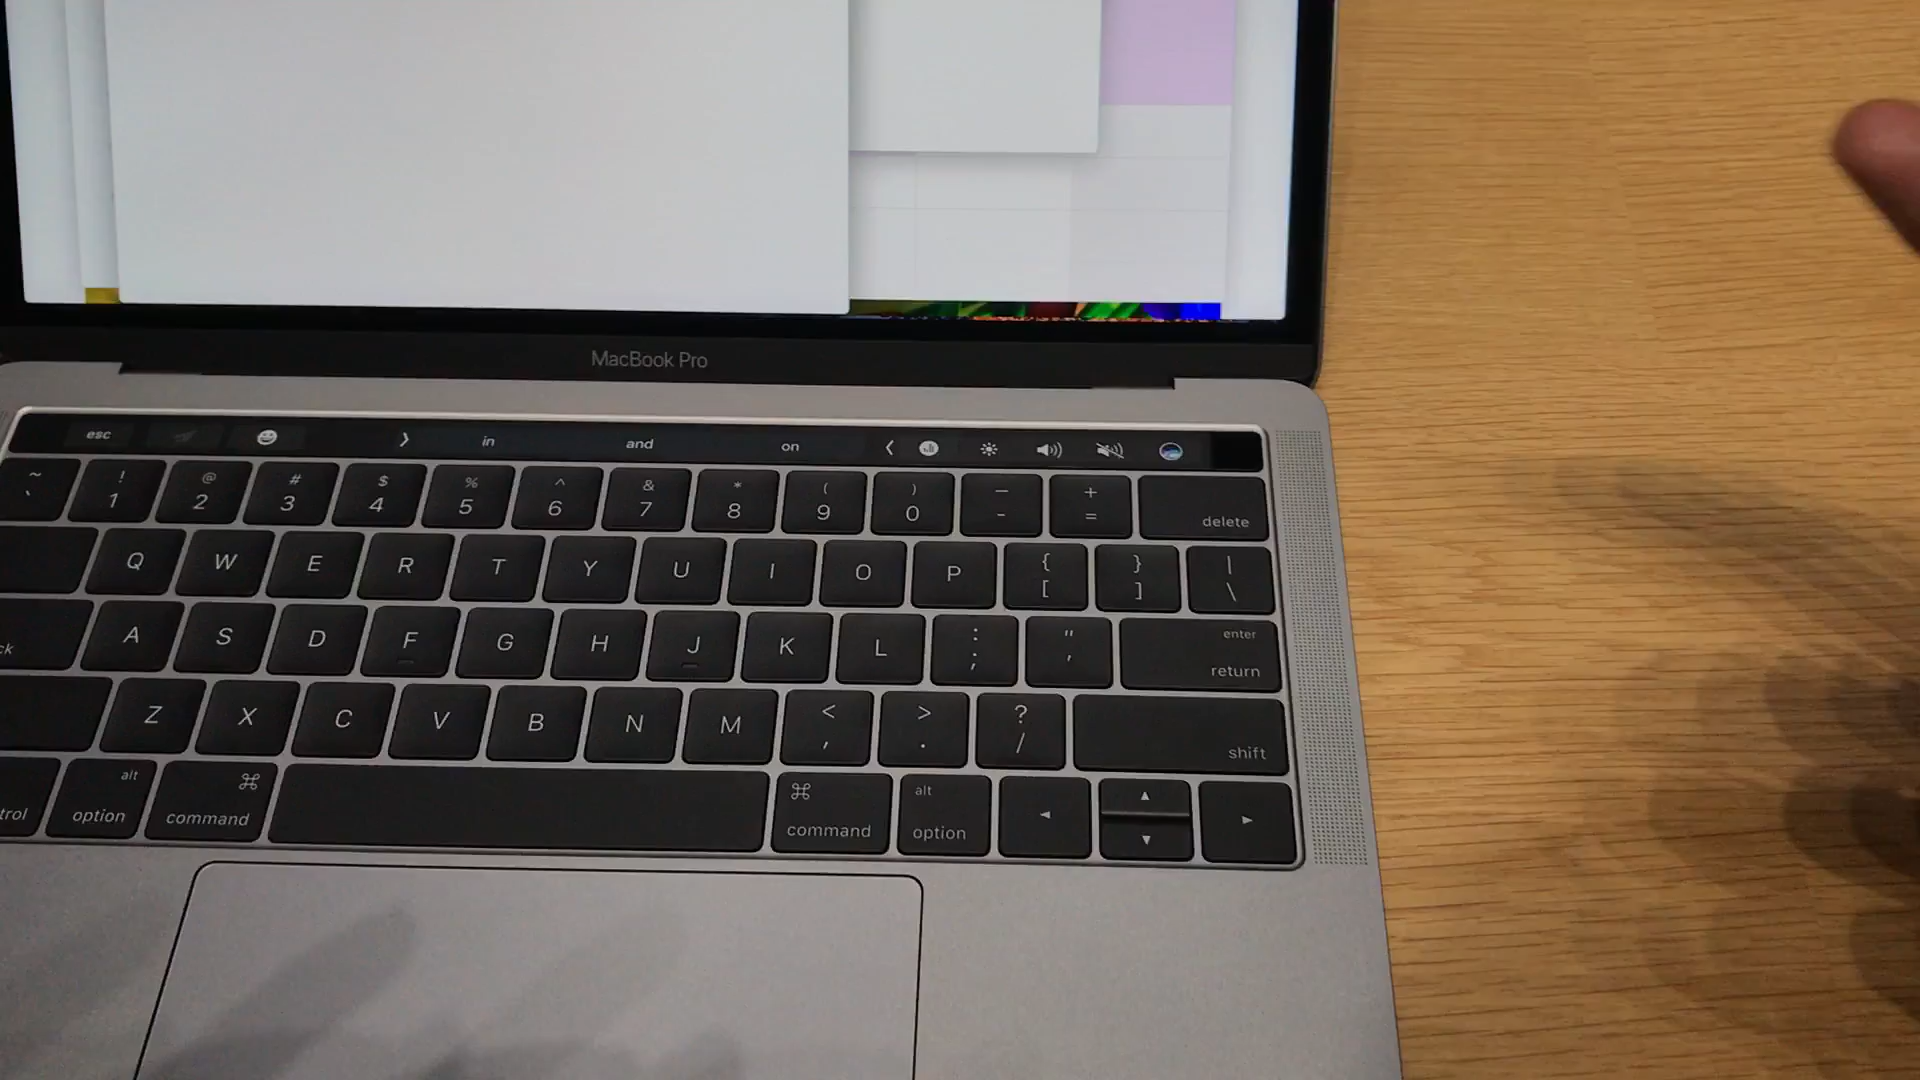 MacBook Pro
esc in and on
~ ! @ # $ % ^ & * ( ) — +
` 1 2 3 4 5 6 7 8 9 0 - = delete
Q W E R T Y U I O P { } |
[ ] \
A S D F G H J K L : " enter
; ' return
Z X C V B N M < > ?
, . / shift
alt ⌘ ⌘ alt ▲
trol option command command option ◄ ▼ ►